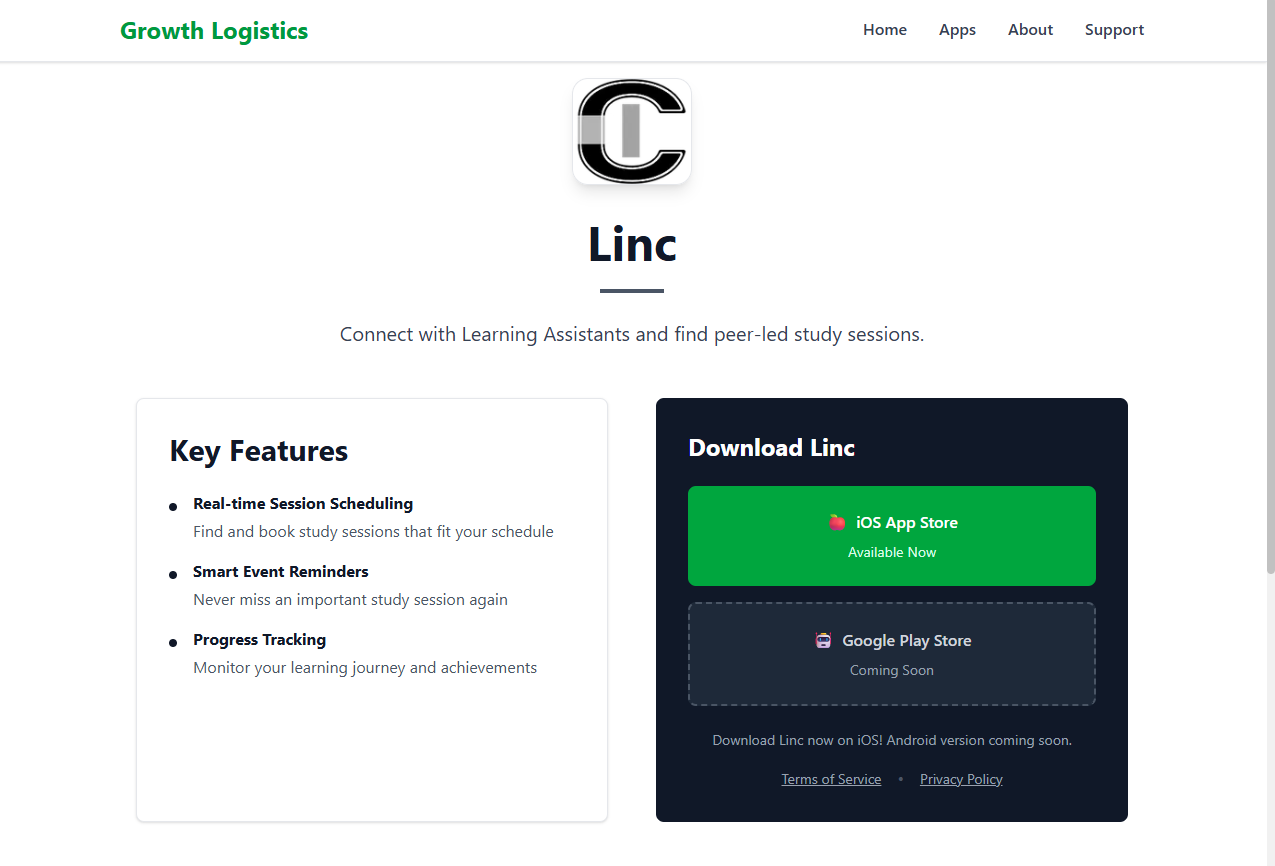 Growth Logistics
Home Apps About Support
Linc
Connect with Learning Assistants and find peer-led study sessions.
Key Features
Real-time Session Scheduling
Find and book study sessions that fit your schedule
Smart Event Reminders
Never miss an important study session again
Progress Tracking
Monitor your learning journey and achievements
Download Linc
iOS App Store
Available Now
Google Play Store
Coming Soon
Download Linc now on iOS! Android version coming soon.
Terms of Service • Privacy Policy